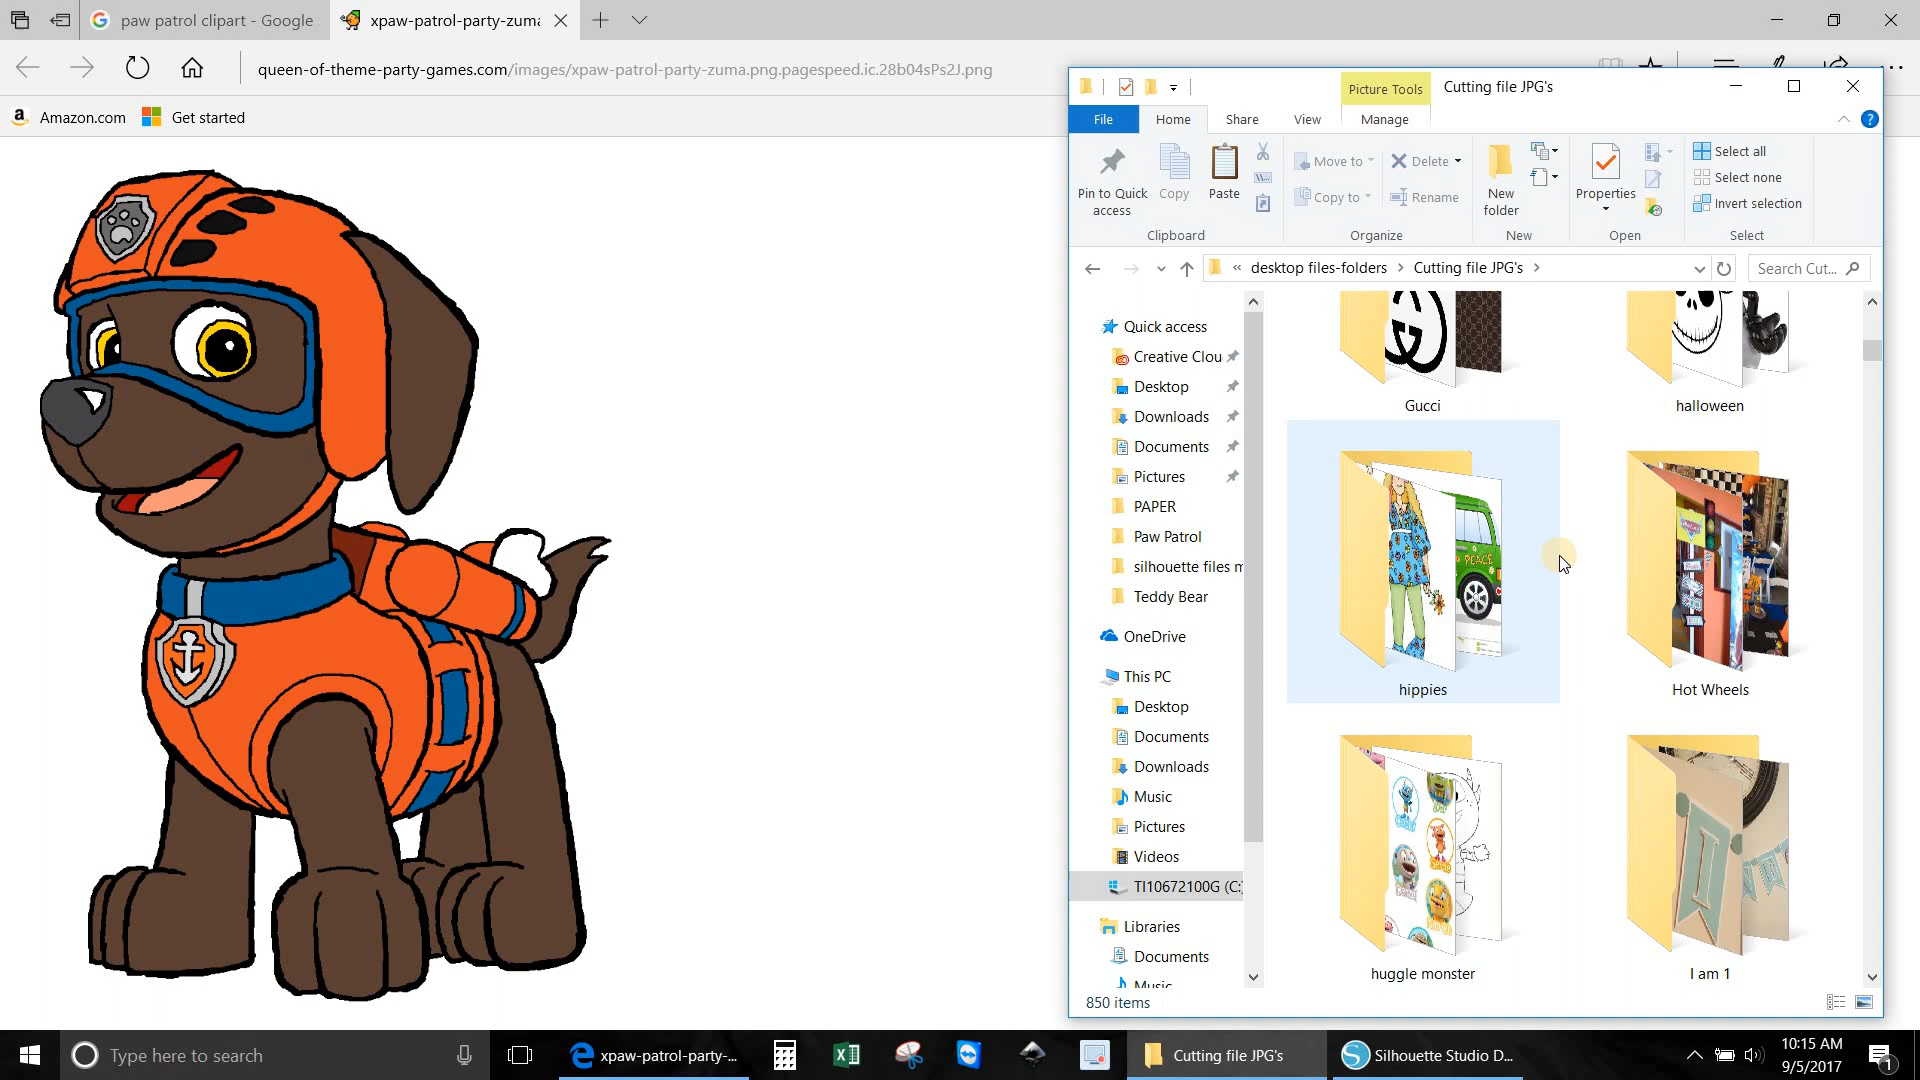 paw patrol clipart - Google
xpaw-patrol-party-zuma
queen-of-theme-party-games.com/images/xpaw-patrol-party-zuma.png.pagespeed.ic.28b04sPs2J.png
Amazon.com
Get started
Picture Tools
Cutting file JPG's
File
Home
Share
View
Manage
Pin to Quick access
Copy
Paste
Move to
Copy to
Delete
Rename
New folder
Properties
Select all
Select none
Invert selection
Clipboard
Organize
New
Open
Select
« desktop files-folders > Cutting file JPG's >
Search Cut...
Quick access
Creative Clou
Desktop
Downloads
Documents
Pictures
PAPER
Paw Patrol
silhouette files m
Teddy Bear
OneDrive
This PC
Desktop
Documents
Downloads
Music
Pictures
Videos
TI10672100G (C:)
Libraries
Documents
Music
Gucci
halloween
PEACE
hippies
Hot Wheels
huggle monster
I am 1
850 items
Type here to search
xpaw-patrol-party-...
Cutting file JPG's
Silhouette Studio D...
10:15 AM
9/5/2017
1